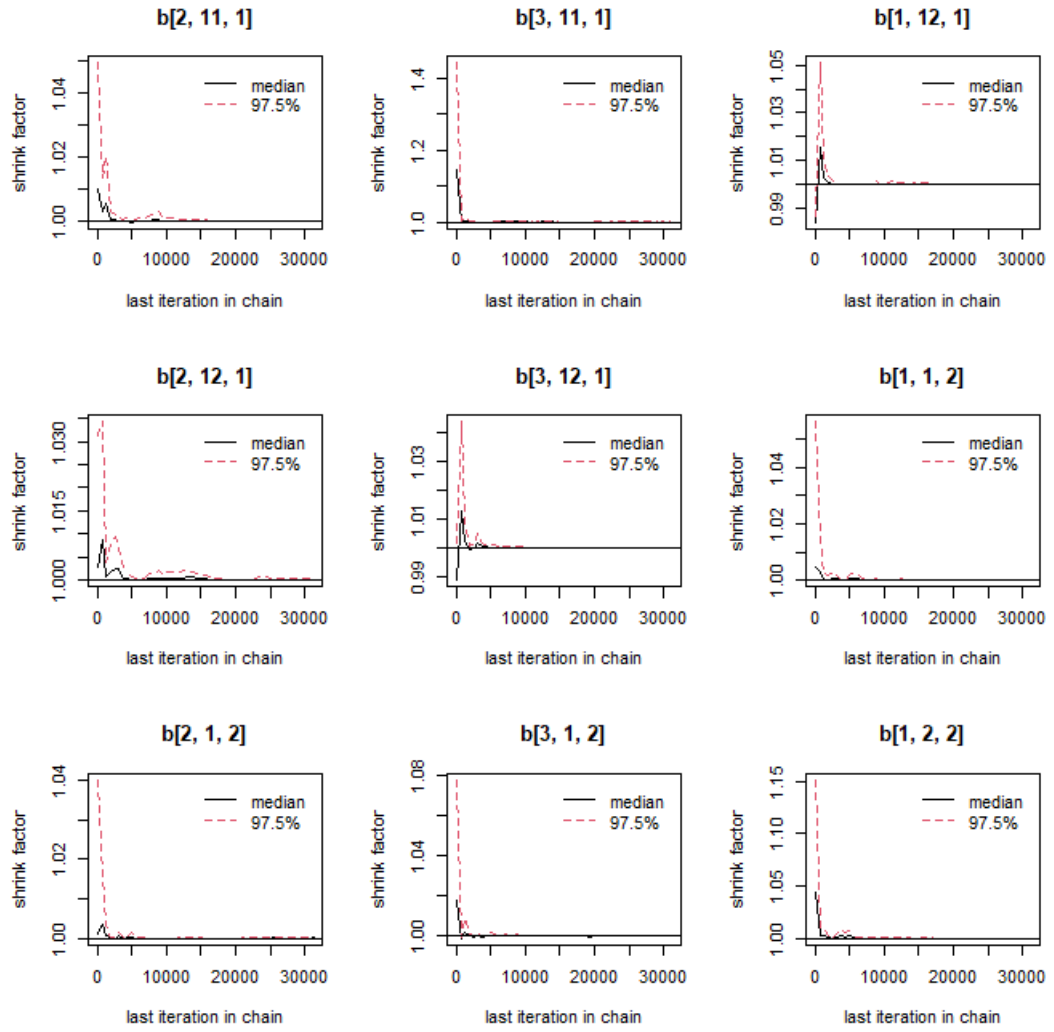 b[2, 11, 1] b[3, 11, 1] b[1, 12, 1]
shrink factor
1.00 1.02 1.04
median
97.5%
0 10000 20000 30000
last iteration in chain
shrink factor
1.0 1.2 1.4
median
97.5%
0 10000 20000 30000
last iteration in chain
shrink factor
0.99 1.01 1.03 1.05
median
97.5%
0 10000 20000 30000
last iteration in chain
b[2, 12, 1] b[3, 12, 1] b[1, 1, 2]
shrink factor
1.000 1.015 1.030
median
97.5%
0 10000 20000 30000
last iteration in chain
shrink factor
0.99 1.01 1.03
median
97.5%
0 10000 20000 30000
last iteration in chain
shrink factor
1.00 1.02 1.04
median
97.5%
0 10000 20000 30000
last iteration in chain
b[2, 1, 2] b[3, 1, 2] b[1, 2, 2]
shrink factor
1.00 1.02 1.04
median
97.5%
0 10000 20000 30000
last iteration in chain
shrink factor
1.00 1.04 1.08
median
97.5%
0 10000 20000 30000
last iteration in chain
shrink factor
1.00 1.05 1.10 1.15
median
97.5%
0 10000 20000 30000
last iteration in chain